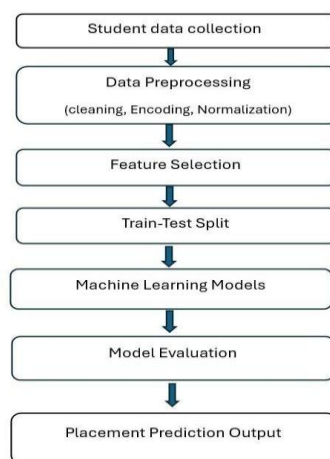 Student data collection
Data Preprocessing
(cleaning, Encoding, Normalization)
Feature Selection
Train-Test Split
Machine Learning Models
Model Evaluation
Placement Prediction Output